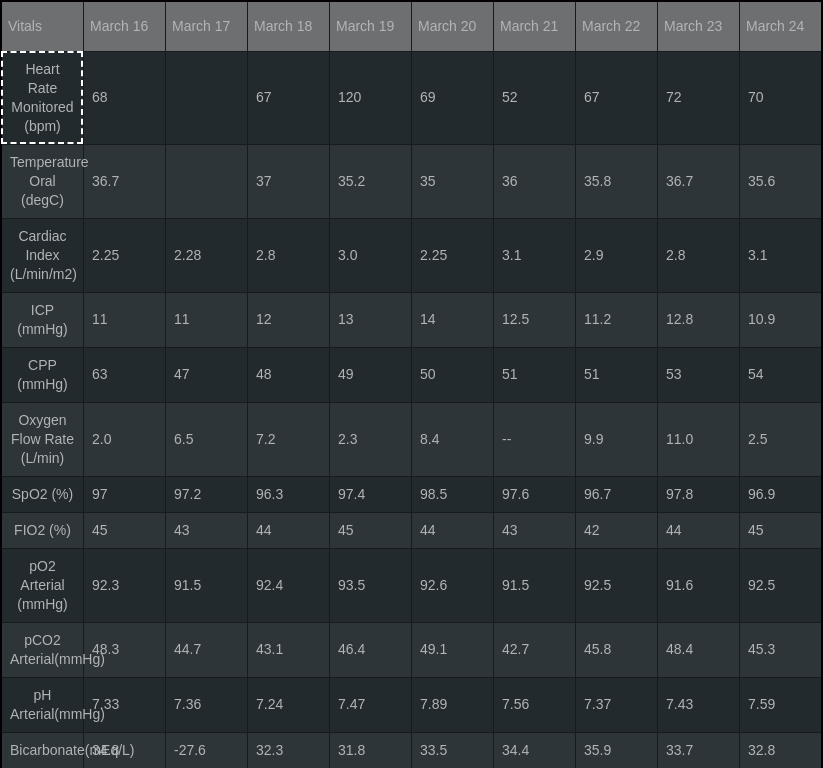 Vitals March 16 March 17 March 18 March 19 March 20 March 21 March 22 March 23 March 24
Heart
Rate
Monitored
(bpm)
68 67 120 69 52 67 72 70
Temperature
Oral
(degC)
36.7 37 35.2 35 36 35.8 36.7 35.6
Cardiac
Index
(L/min/m2)
2.25 2.28 2.8 3.0 2.25 3.1 2.9 2.8 3.1
ICP
(mmHg)
11 11 12 13 14 12.5 11.2 12.8 10.9
CPP
(mmHg)
63 47 48 49 50 51 51 53 54
Oxygen
Flow Rate
(L/min)
2.0 6.5 7.2 2.3 8.4 -- 9.9 11.0 2.5
SpO2 (%) 97 97.2 96.3 97.4 98.5 97.6 96.7 97.8 96.9
FIO2 (%) 45 43 44 45 44 43 42 44 45
pO2
Arterial
(mmHg)
92.3 91.5 92.4 93.5 92.6 91.5 92.5 91.6 92.5
pCO2
Arterial(mmHg)
48.3 44.7 43.1 46.4 49.1 42.7 45.8 48.4 45.3
pH
Arterial(mmHg)
7.33 7.36 7.24 7.47 7.89 7.56 7.37 7.43 7.59
Bicarbonate(mEq/L) -27.6 32.3 31.8 33.5 34.4 35.9 33.7 32.8